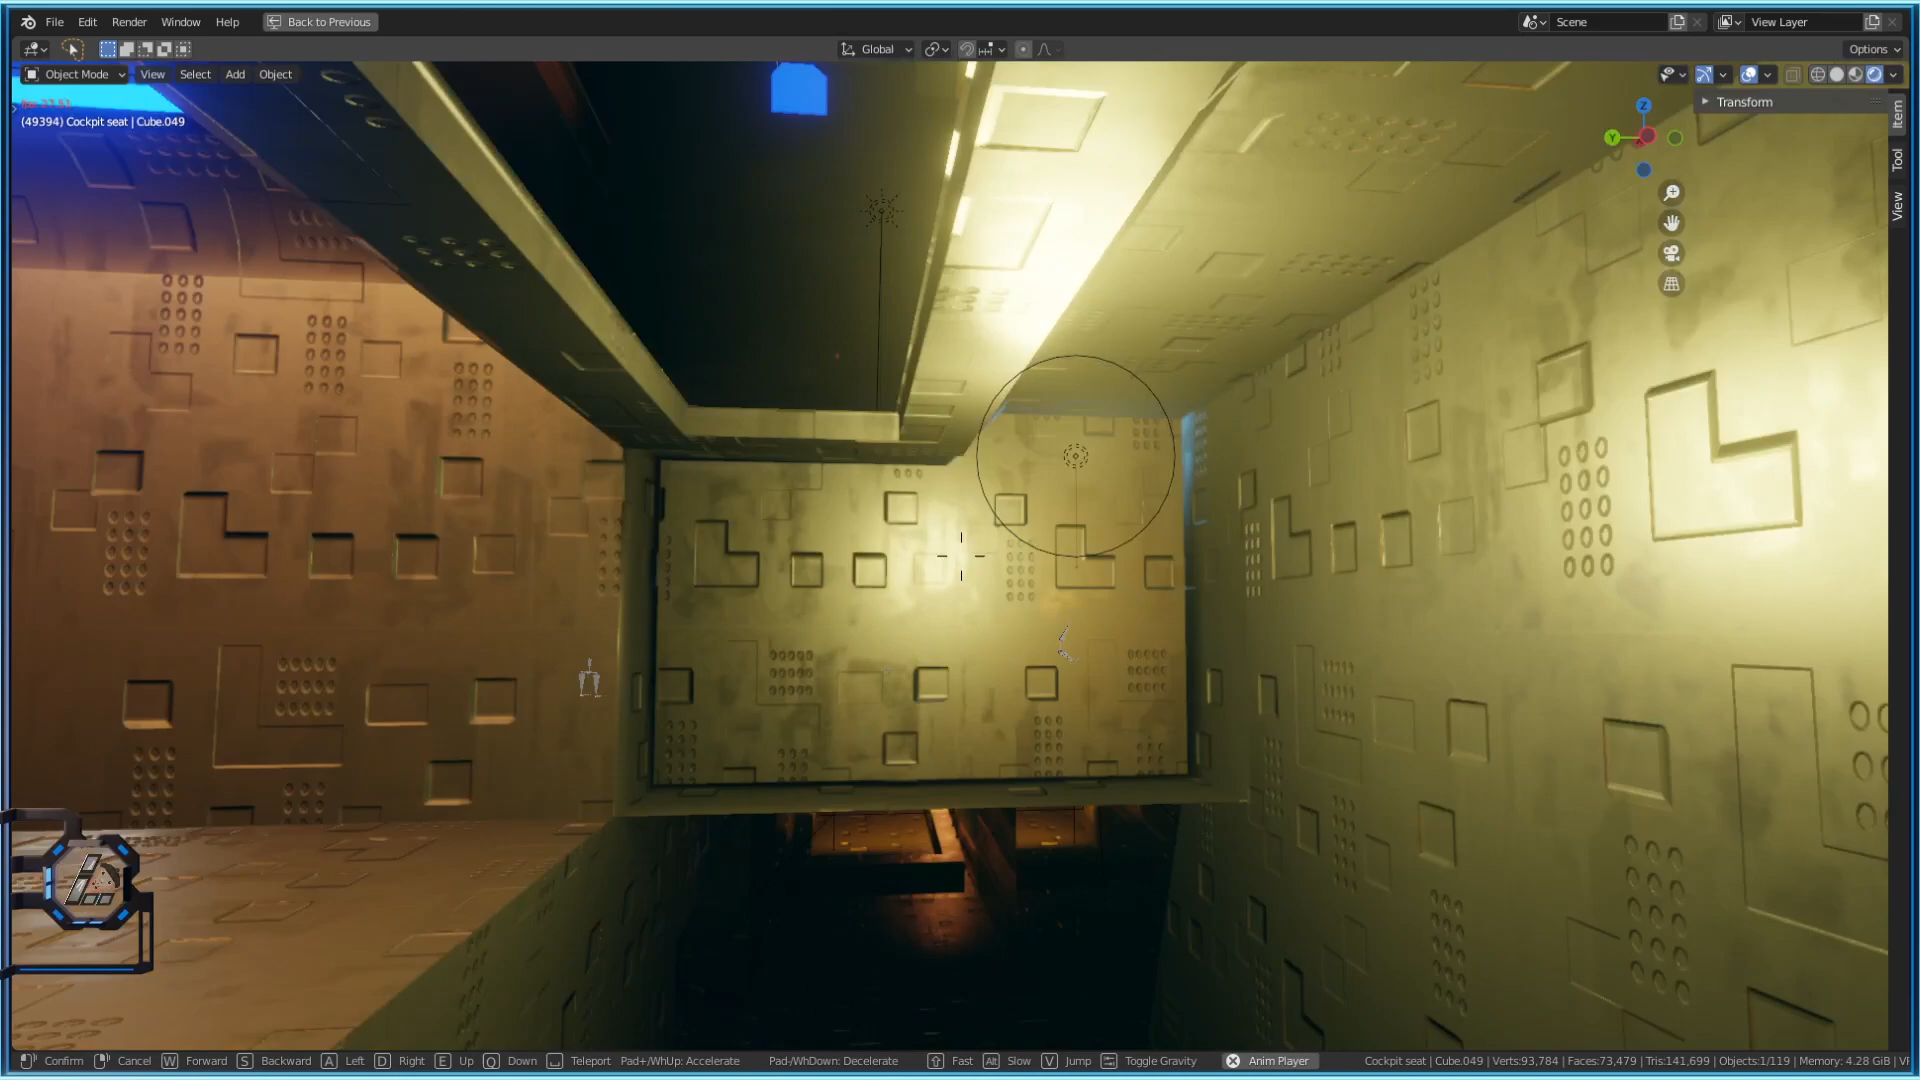 File Edit Render Window Help Back to Previous Scene View Layer
Global Options
Object Mode View Select Add Object
(49394) Cockpit seat | Cube.049
Transform
Z
Y
Item
Tool
View
Confirm Cancel W Forward S Backward A Left D Right E Up Q Down Teleport Pad+/WhUp: Accelerate Pad-/WhDown: Decelerate Fast Alt Slow V Jump Toggle Gravity Anim Player Cockpit seat | Cube.049 | Verts:93,784 | Faces:73,479 | Tris:141,699 | Objects:1/119 | Memory: 4.28 GiB |